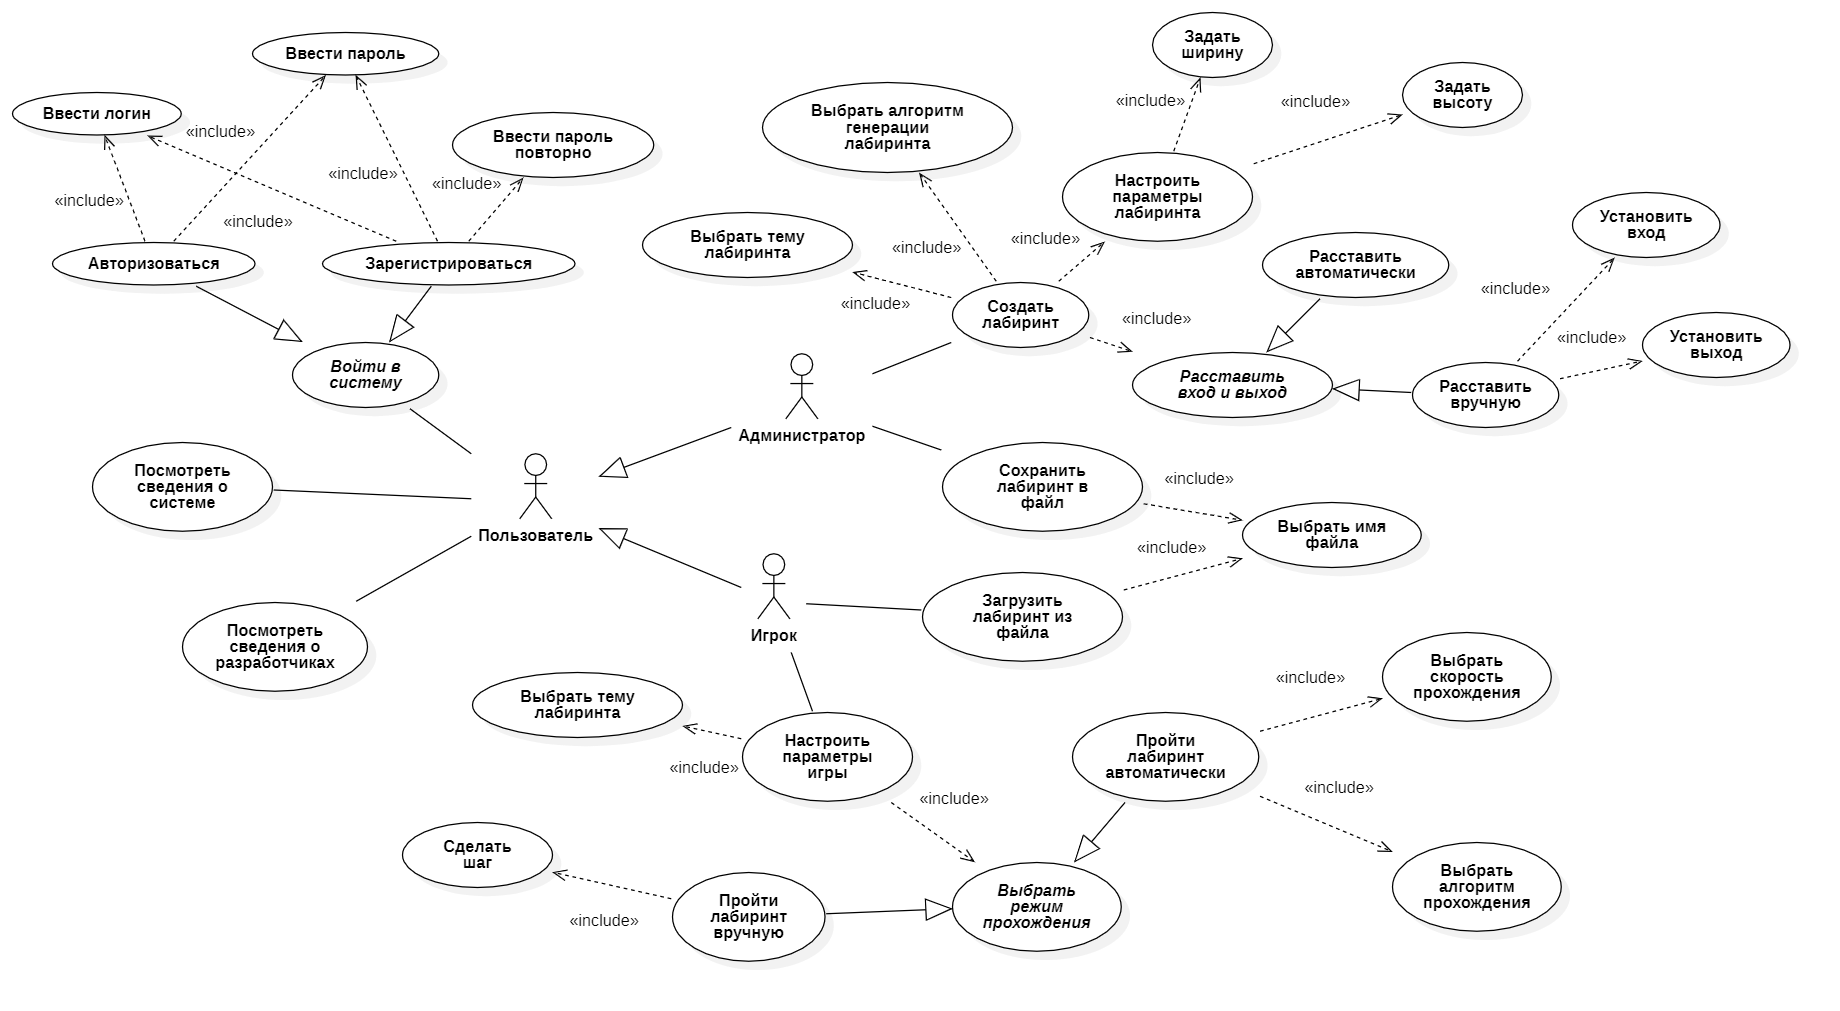 Задать
ширину
Ввести пароль
Задать
высоту
Ввести логин
«include»
«include»
«include»
Выбрать алгоритм
генерации
лабиринта
Ввести пароль
повторно
«include»
«include»
«include»
Настроить
параметры
лабиринта
«include»
«include»
Установить
вход
Выбрать тему
лабиринта
«include»
«include»
Расставить
автоматически
Авторизоваться
Зарегистрироваться
«include»
«include»
Создать
лабиринт
«include»
«include»
Установить
выход
Войти в
систему
Расставить
вход и выход
Расставить
вручную
Администратор
Посмотреть
сведения о
системе
Сохранить
лабиринт в
файл
«include»
Пользователь
Выбрать имя
файла
«include»
Загрузить
лабиринт из
файла
Игрок
Посмотреть
сведения о
разработчиках
Выбрать
скорость
прохождения
«include»
Выбрать тему
лабиринта
Настроить
параметры
игры
Пройти
лабиринт
автоматически
«include»
«include»
«include»
Сделать
шаг
Выбрать
алгоритм
прохождения
Выбрать
режим
прохождения
Пройти
лабиринт
вручную
«include»